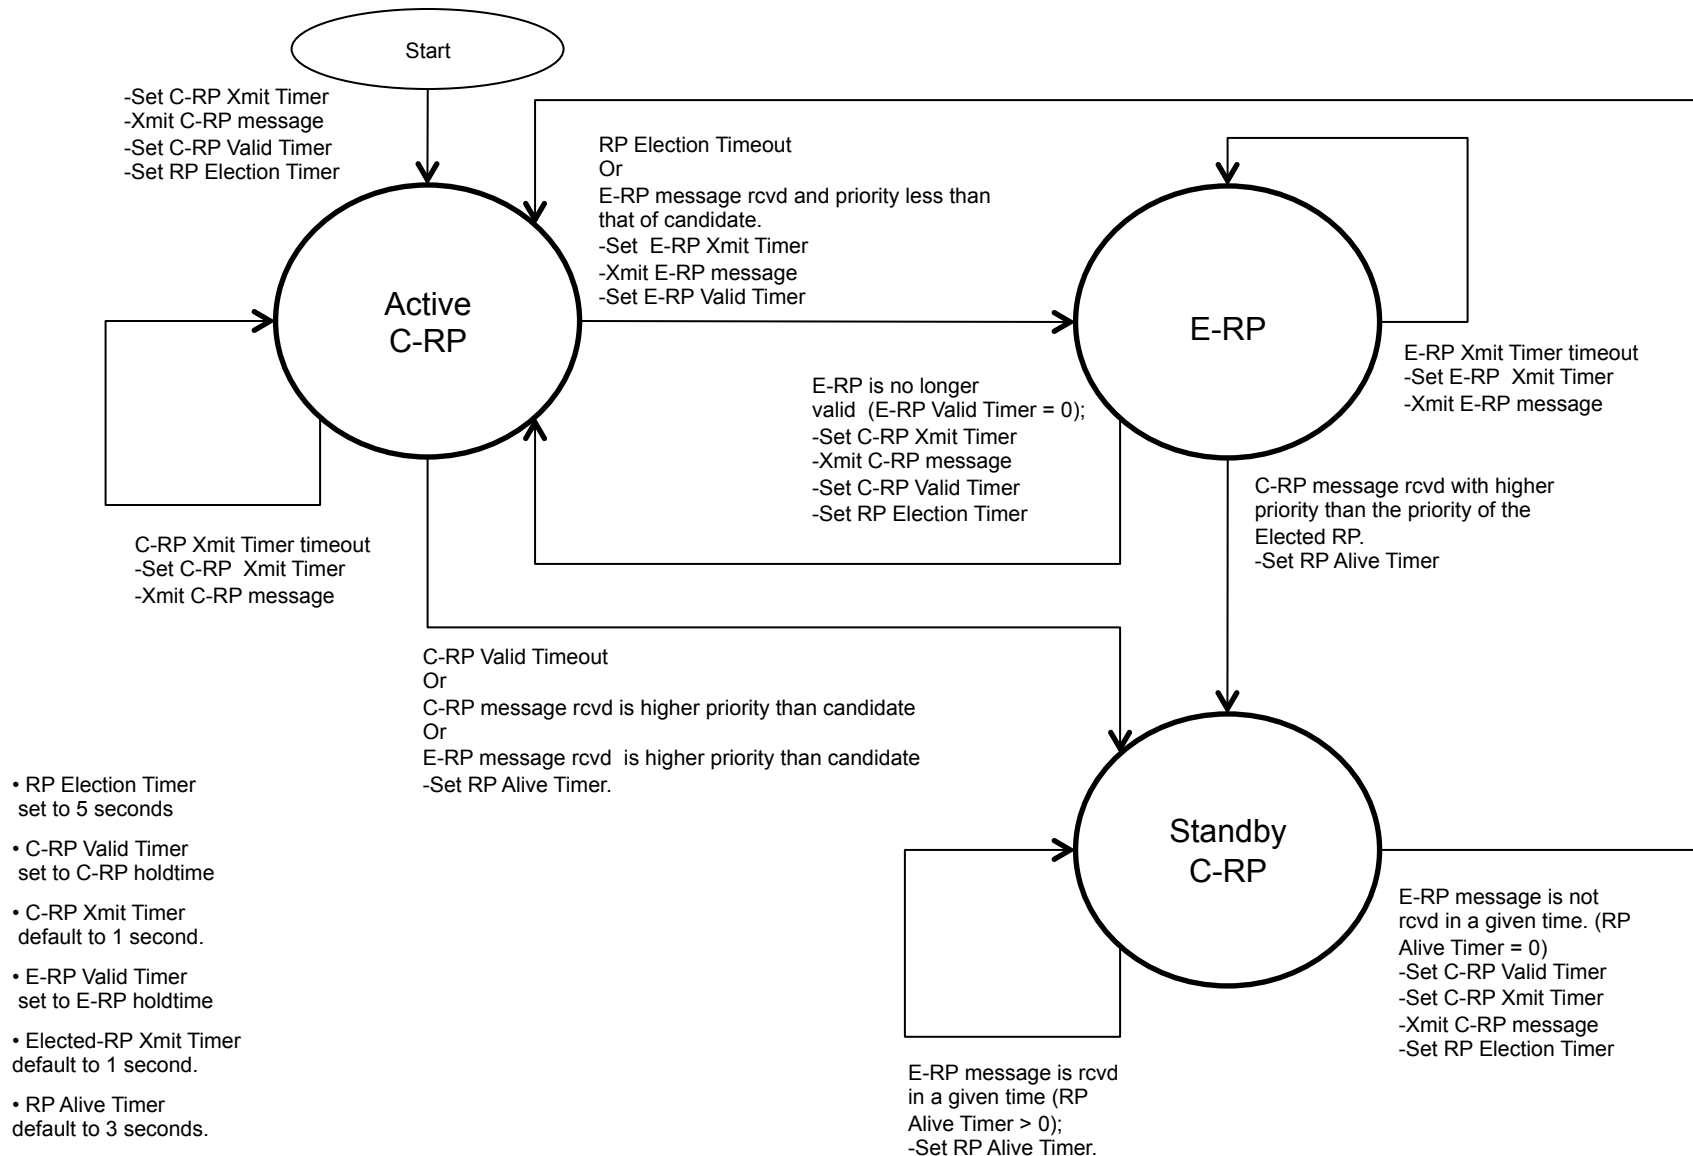 Start
-Set C-RP Xmit Timer
-Xmit C-RP message
-Set C-RP Valid Timer
-Set RP Election Timer
RP Election Timeout
Or
E-RP message rcvd and priority less than
that of candidate.
-Set E-RP Xmit Timer
-Xmit E-RP message
-Set E-RP Valid Timer
Active
C-RP
E-RP
E-RP Xmit Timer timeout
-Set E-RP Xmit Timer
-Xmit E-RP message
E-RP is no longer
valid (E-RP Valid Timer = 0);
-Set C-RP Xmit Timer
-Xmit C-RP message
-Set C-RP Valid Timer
-Set RP Election Timer
C-RP message rcvd with higher
priority than the priority of the
Elected RP.
-Set RP Alive Timer
C-RP Xmit Timer timeout
-Set C-RP Xmit Timer
-Xmit C-RP message
C-RP Valid Timeout
Or
C-RP message rcvd is higher priority than candidate
Or
E-RP message rcvd is higher priority than candidate
-Set RP Alive Timer.
• RP Election Timer
set to 5 seconds
• C-RP Valid Timer
set to C-RP holdtime
• C-RP Xmit Timer
default to 1 second.
• E-RP Valid Timer
set to E-RP holdtime
• Elected-RP Xmit Timer
default to 1 second.
• RP Alive Timer
default to 3 seconds.
Standby
C-RP
E-RP message is not
rcvd in a given time. (RP
Alive Timer = 0)
-Set C-RP Valid Timer
-Set C-RP Xmit Timer
-Xmit C-RP message
-Set RP Election Timer
E-RP message is rcvd
in a given time (RP
Alive Timer > 0);
-Set RP Alive Timer.